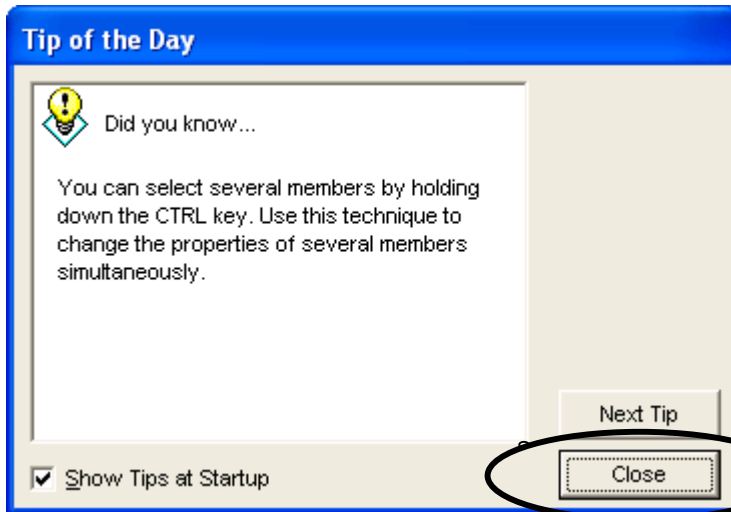 Tip of the Day
Did you know...
You can select several members by holding
down the CTRL key. Use this technique to
change the properties of several members
simultaneously.
Next Tip
Show Tips at Startup
Close